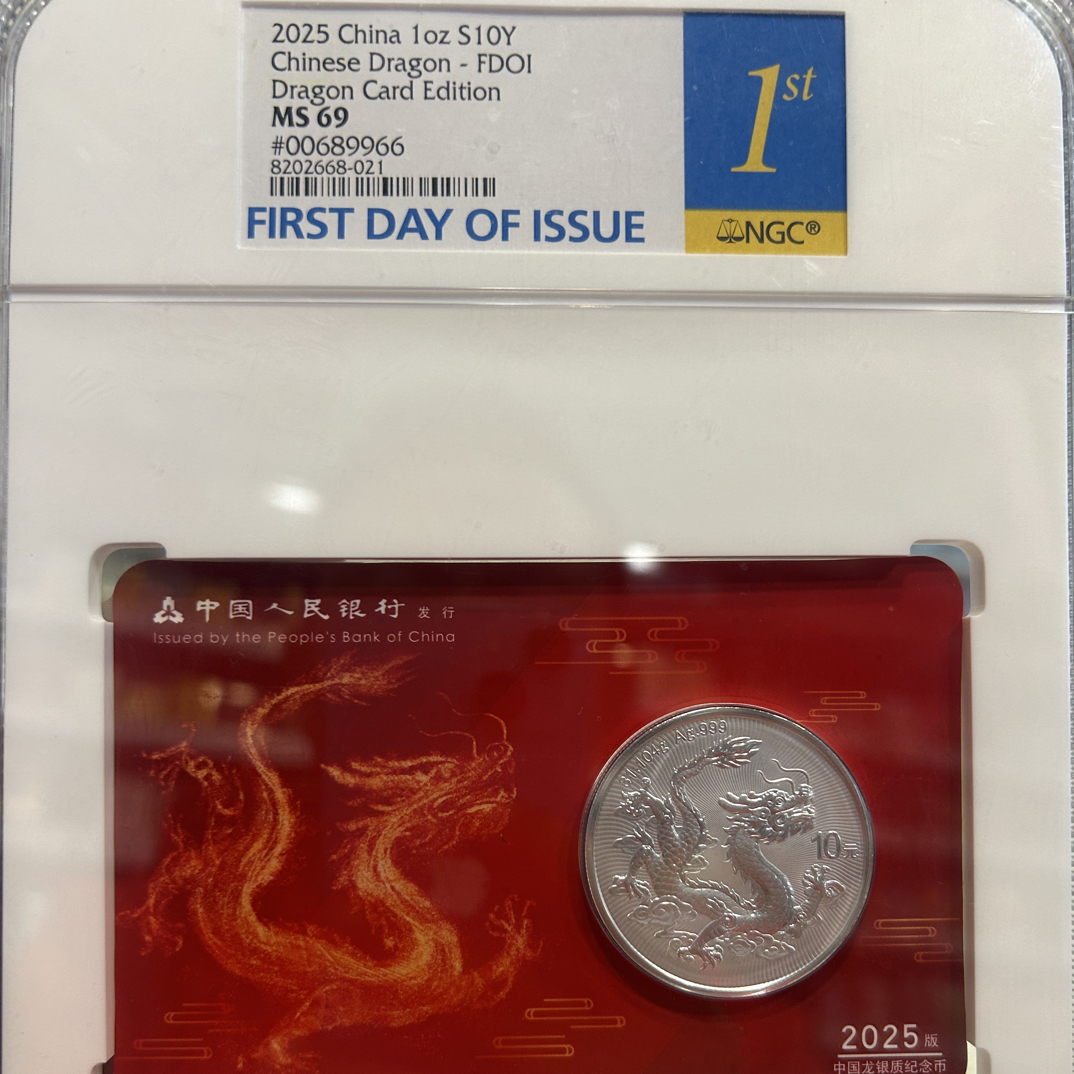 2025 China 1oz S10Y
Chinese Dragon - FDOI
Dragon Card Edition
MS 69
#00689966
8202668-021
FIRST DAY OF ISSUE
1st
NGC®
中国人民银行 发行
Issued by the People's Bank of China
31.104g Ag.999
10元
2025版
中国龙银质纪念币